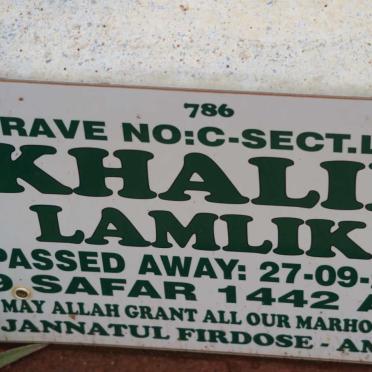 786
RAVE NO:C-SECT.L
KHALI
LAMLIK
PASSED AWAY: 27-09-
9 SAFAR 1442 A
MAY ALLAH GRANT ALL OUR MARHO
JANNATUL FIRDOSE - AM